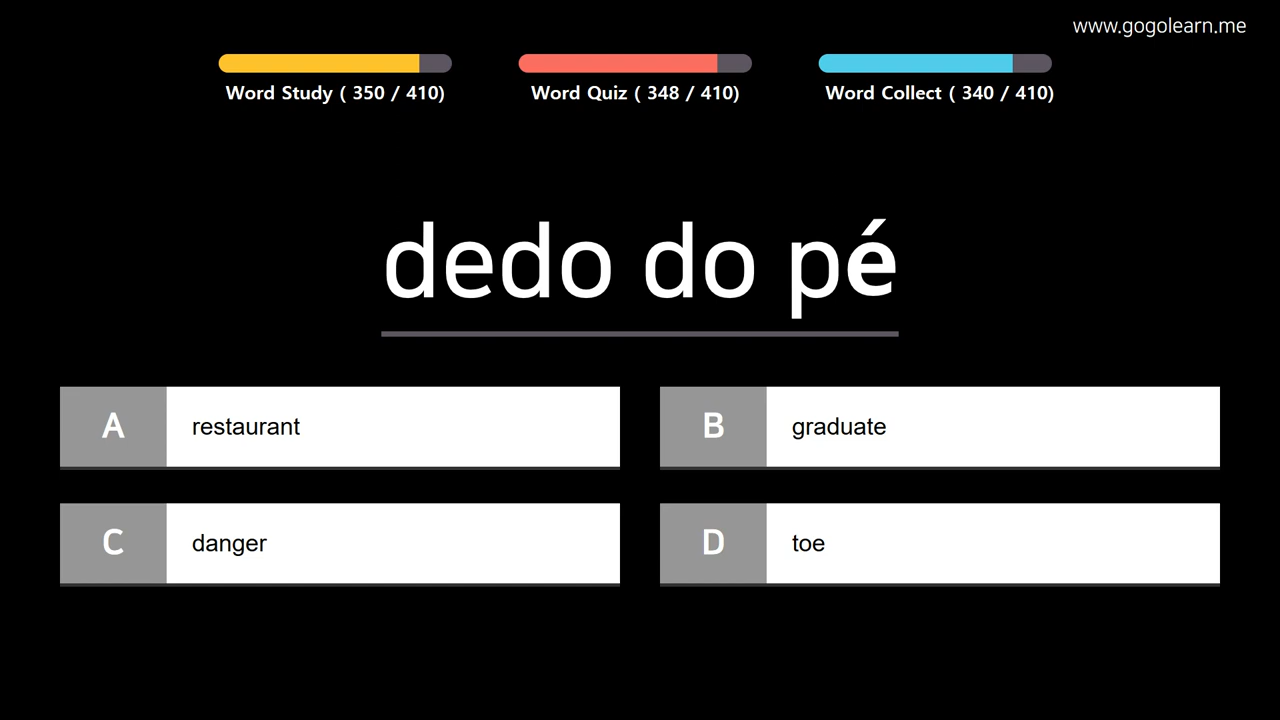 www.gogolearn.me
Word Study ( 350 / 410)
Word Quiz ( 348 / 410)
Word Collect ( 340 / 410)
dedo do pé
A restaurant
B graduate
C danger
D toe